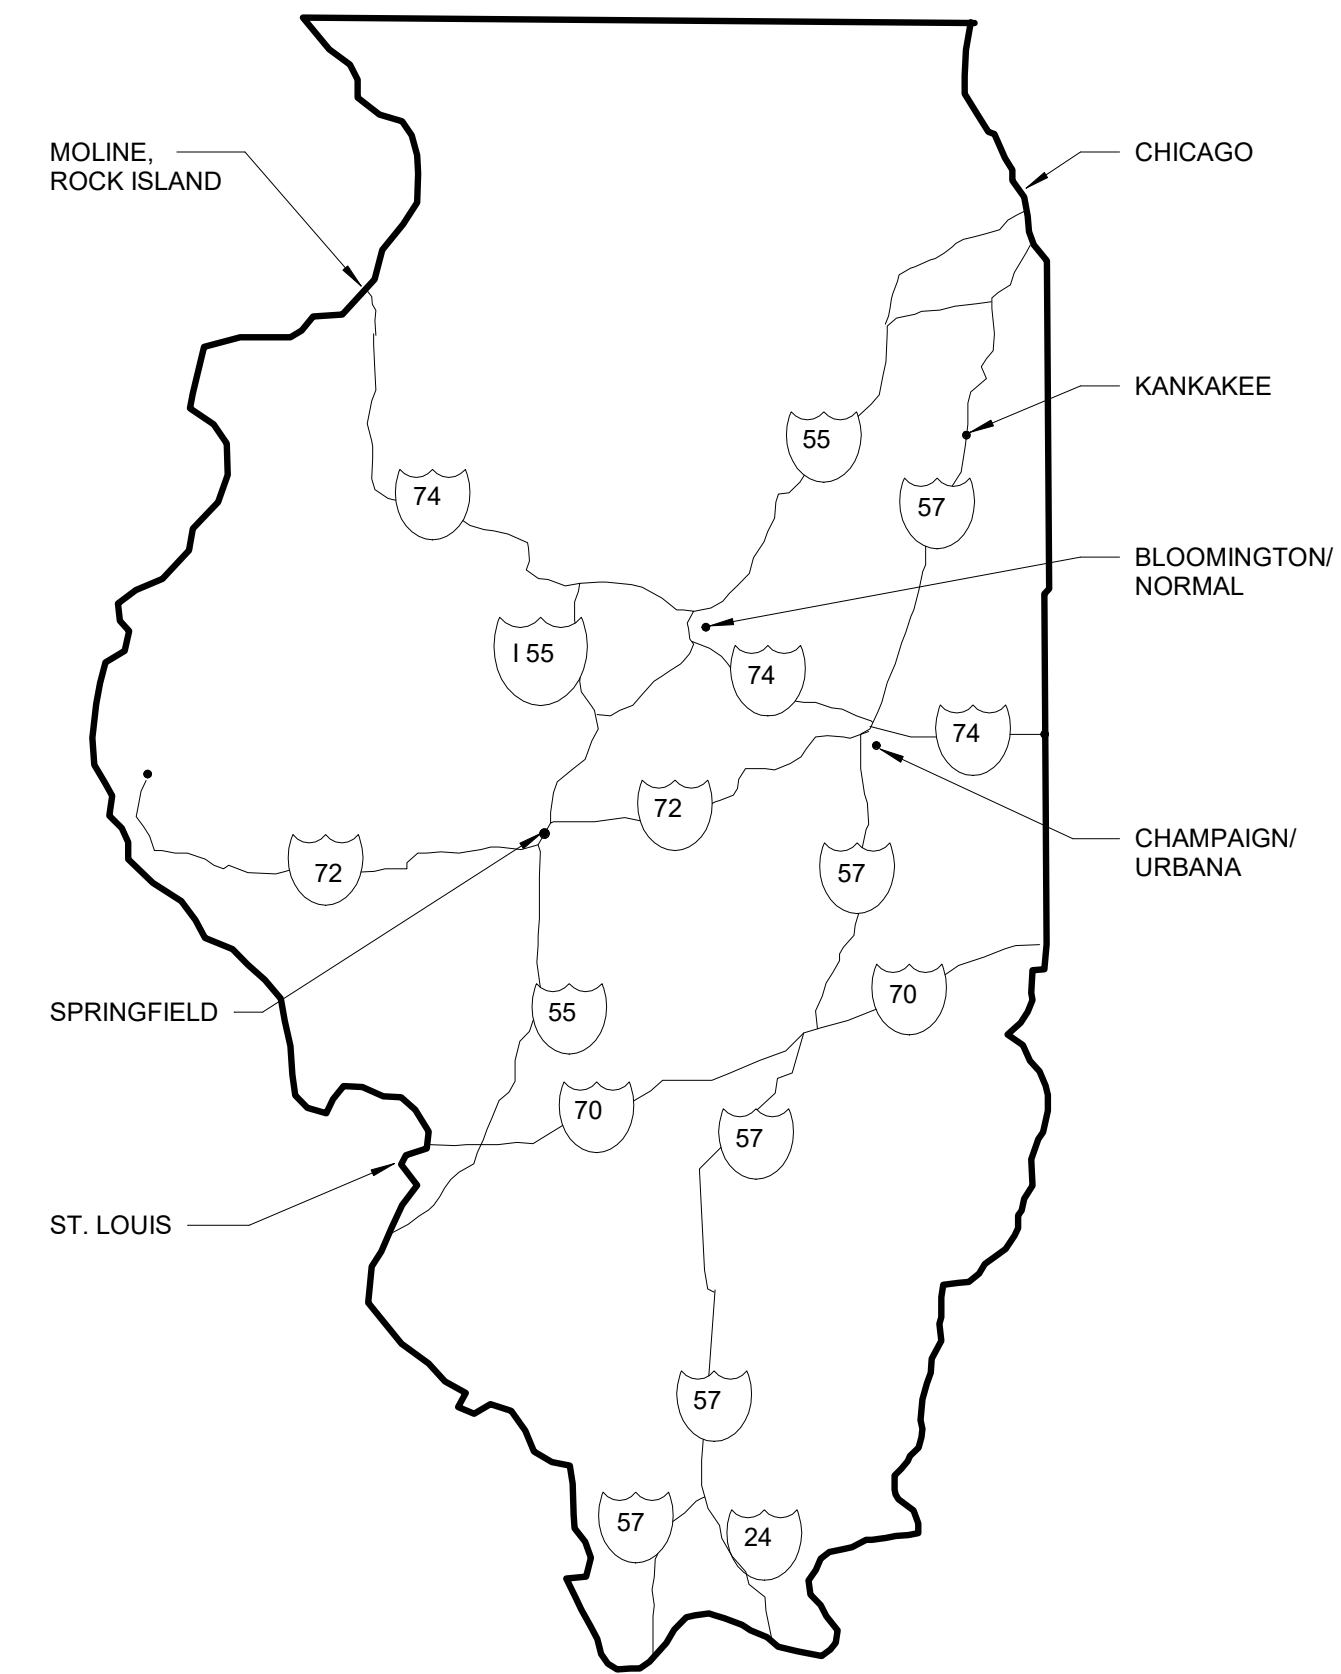 MOLINE,
ROCK ISLAND
CHICAGO
KANKAKEE
55
74
57
BLOOMINGTON/
NORMAL
I 55
74
74
72
CHAMPAIGN/
URBANA
72
57
70
SPRINGFIELD
55
70
57
ST. LOUIS
57
57
24